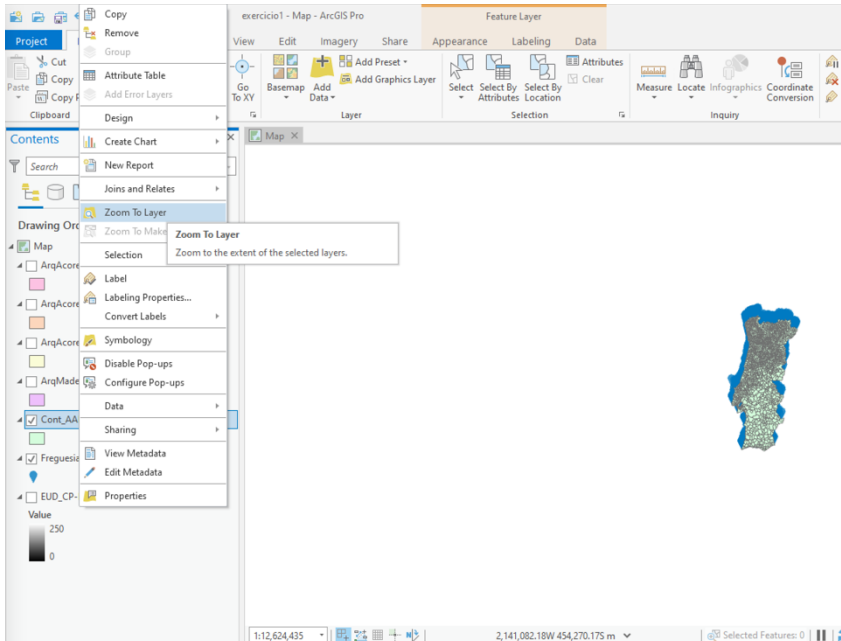 exercicio1 - Map - ArcGIS Pro
Feature Layer
Project
View
Edit
Imagery
Share
Appearance
Labeling
Data
Paste
Cut
Copy
Copy P
Clipboard
Go To XY
Basemap
Add Data
Add Preset
Add Graphics Layer
Layer
Select
Select By Attributes
Select By Location
Attributes
Clear
Selection
Measure
Locate
Infographics
Coordinate Conversion
Inquiry
Contents
Search
Drawing Ord
Map
ArqAcore
ArqAcore
ArqAcore
ArqMade
Cont_AA
Freguesia
EUD_CP-
Value
250
0
Copy
Remove
Group
Attribute Table
Add Error Layers
Design
Create Chart
New Report
Joins and Relates
Zoom To Layer
Zoom To Make
Selection
Label
Labeling Properties...
Convert Labels
Symbology
Disable Pop-ups
Configure Pop-ups
Data
Sharing
View Metadata
Edit Metadata
Properties
Zoom To Layer
Zoom to the extent of the selected layers.
Map
1:12,624,435
2,141,082.18W 454,270.17S m
Selected Features: 0